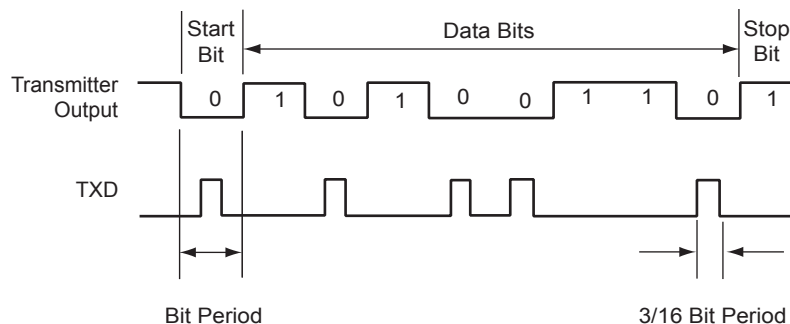 Start
Bit
Data Bits
Stop
Bit
Transmitter
Output
0 1 0 1 0 0 1 1 0 1
TXD
Bit Period
3/16 Bit Period